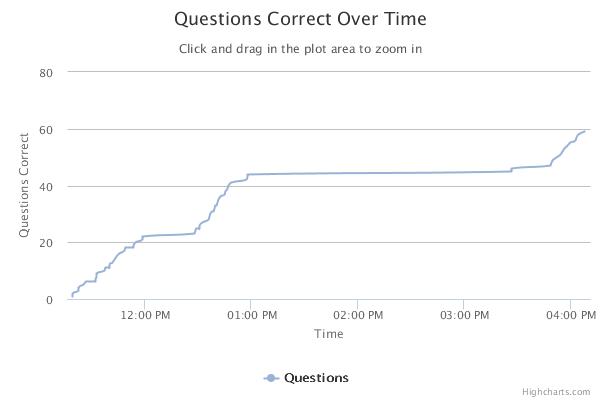 Questions Correct Over Time
Click and drag in the plot area to zoom in
Questions Correct
80
60
40
20
0
12:00 PM 01:00 PM 02:00 PM 03:00 PM 04:00 PM
Time
Questions
Highcharts.com